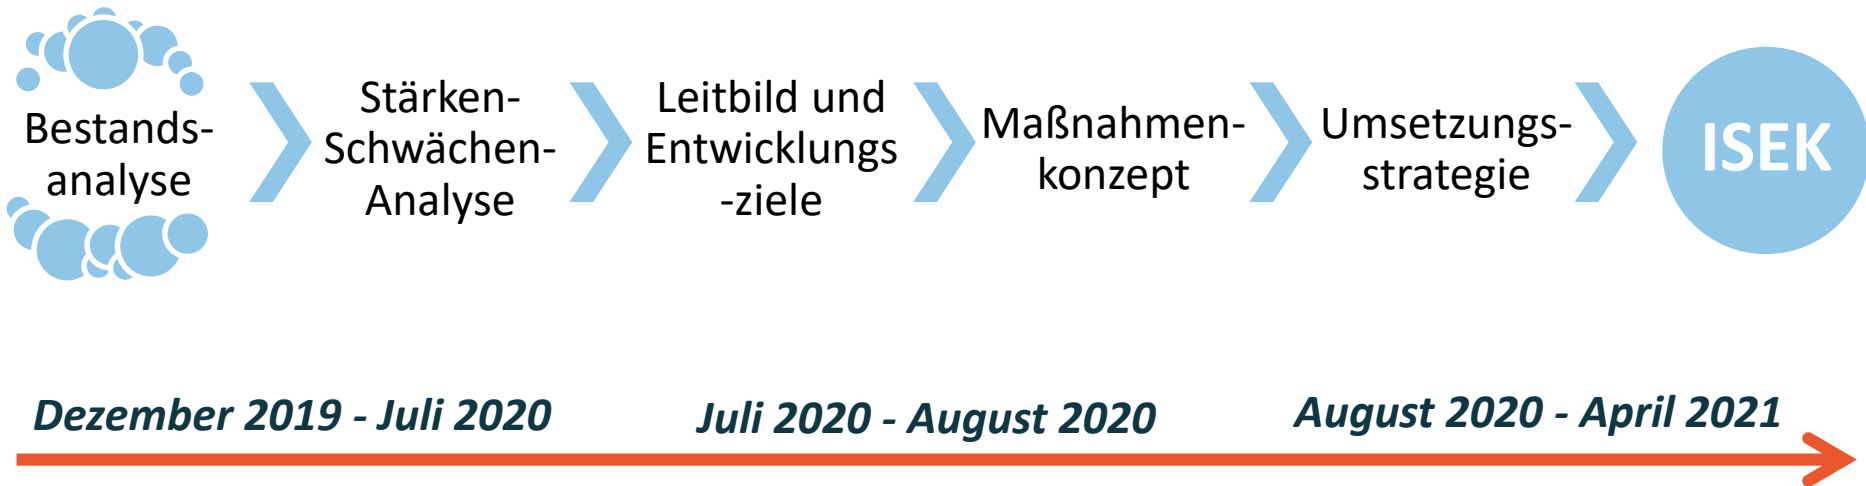 Bestands-
analyse
Stärken-
Schwächen-
Analyse
Leitbild und
Entwicklungs
-ziele
Maßnahmen-
konzept
Umsetzungs-
strategie
ISEK
Dezember 2019 - Juli 2020
Juli 2020 - August 2020
August 2020 - April 2021